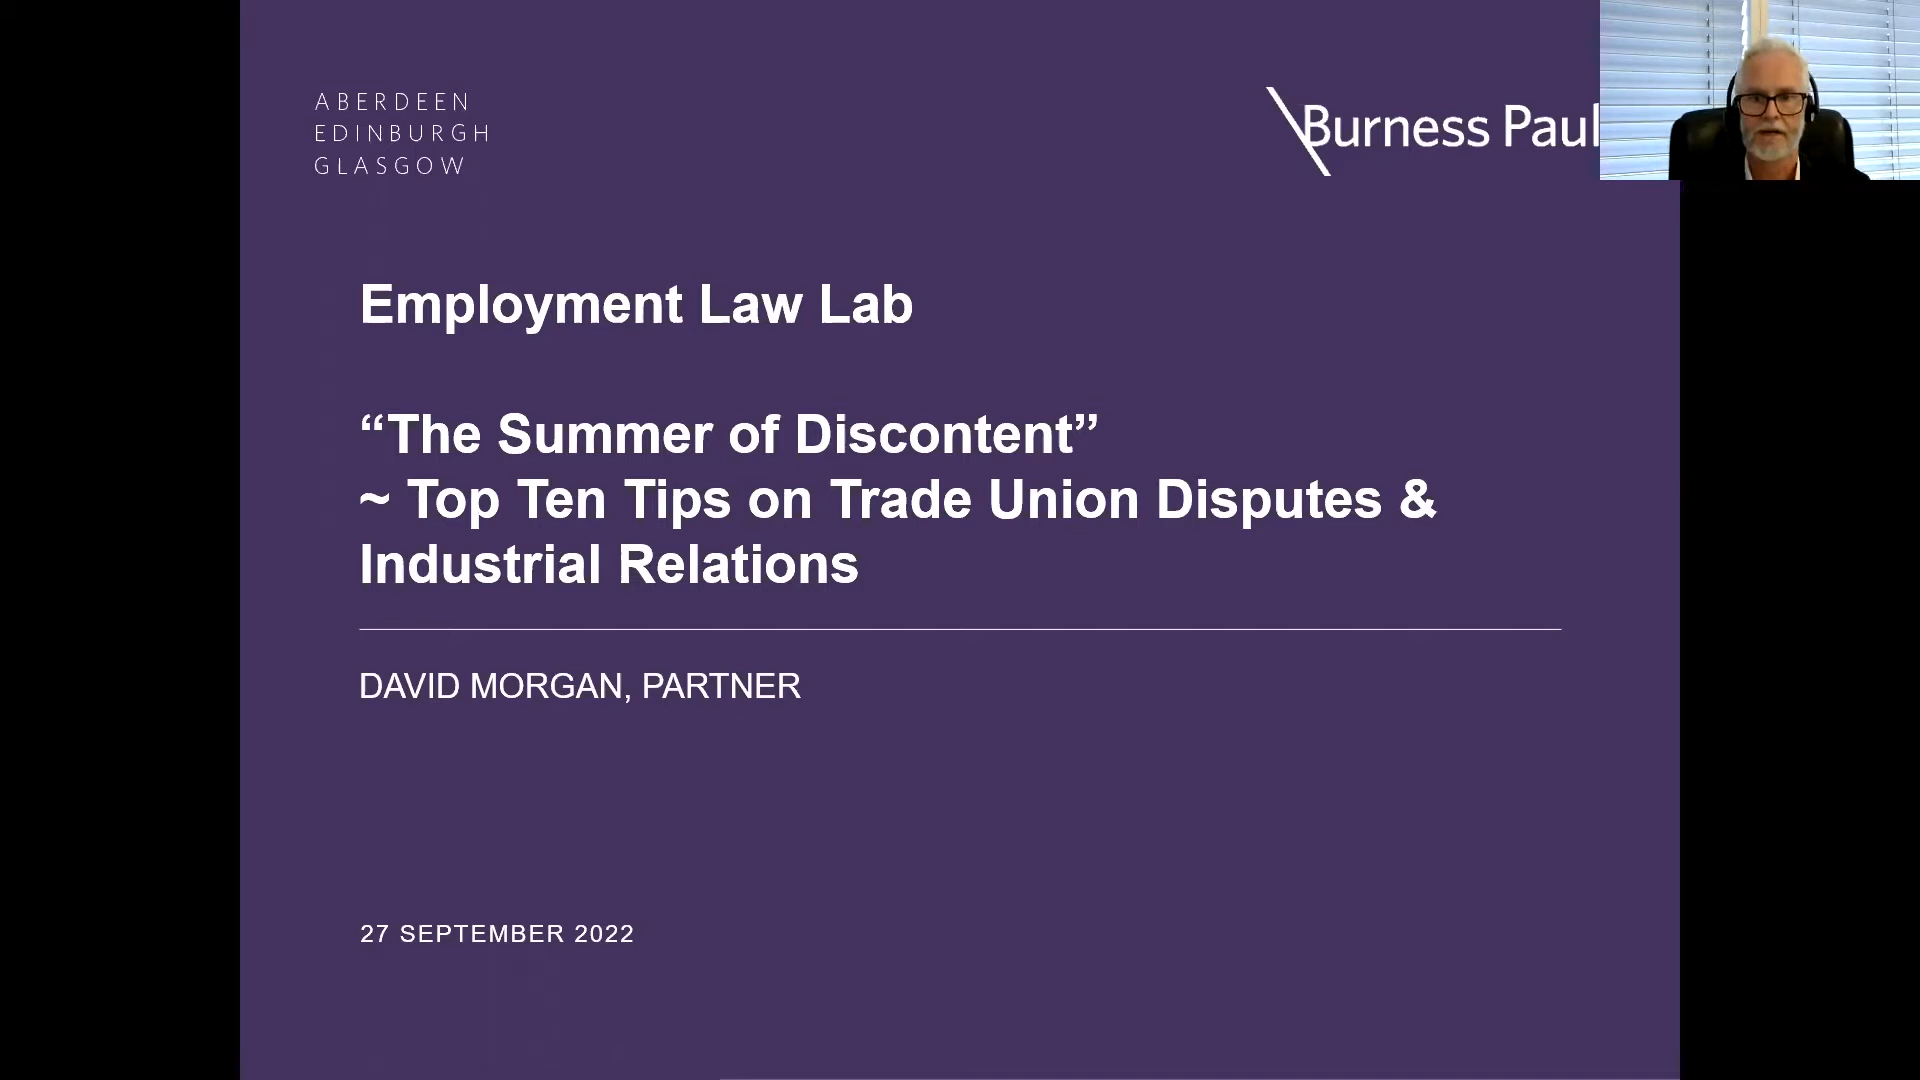 ABERDEEN
EDINBURGH
GLASGOW
Burness Paul
Employment Law Lab
“The Summer of Discontent”
~ Top Ten Tips on Trade Union Disputes &
Industrial Relations
DAVID MORGAN, PARTNER
27 SEPTEMBER 2022